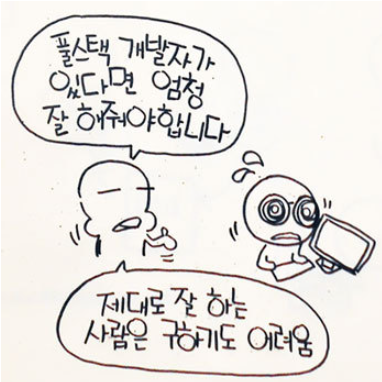 풀스택 개발자가
있다면 엄청
잘 해줘야합니다
제대로 잘 하는
사람은 구하기도 어려움